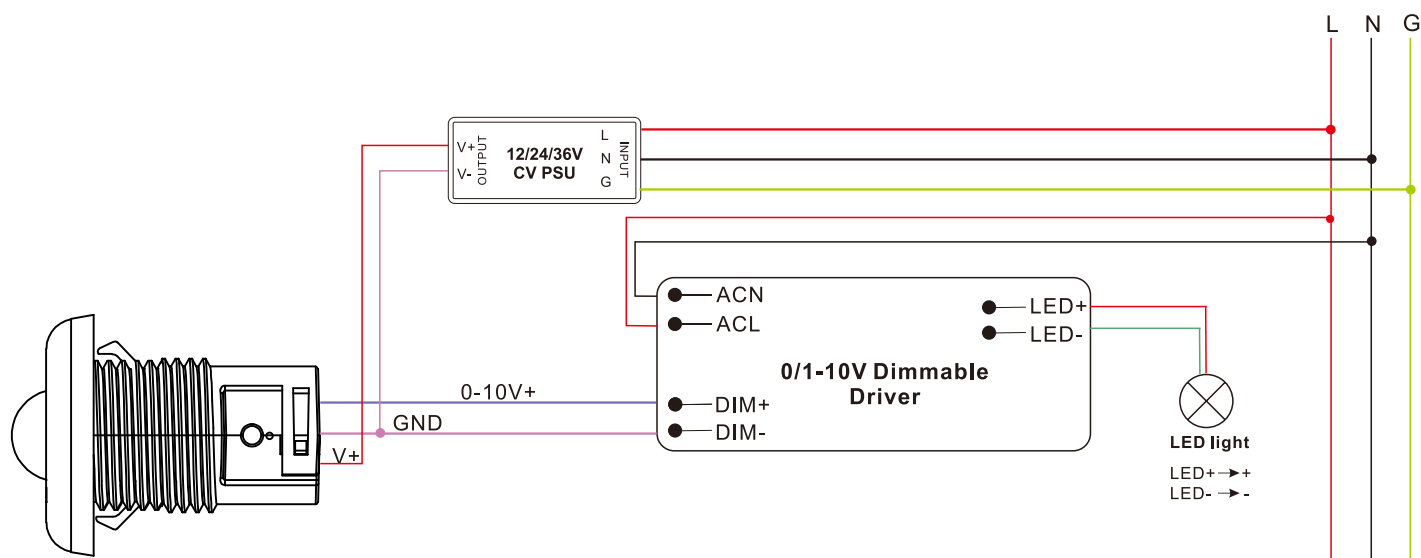 L N G
V+ OUTPUT 12/24/36V L INPUT
V- CV PSU N
G
ACN
ACL
LED+
LED-
0/1-10V Dimmable
Driver
0-10V+
DIM+
GND
DIM-
V+
LED light
LED+→+
LED-→-